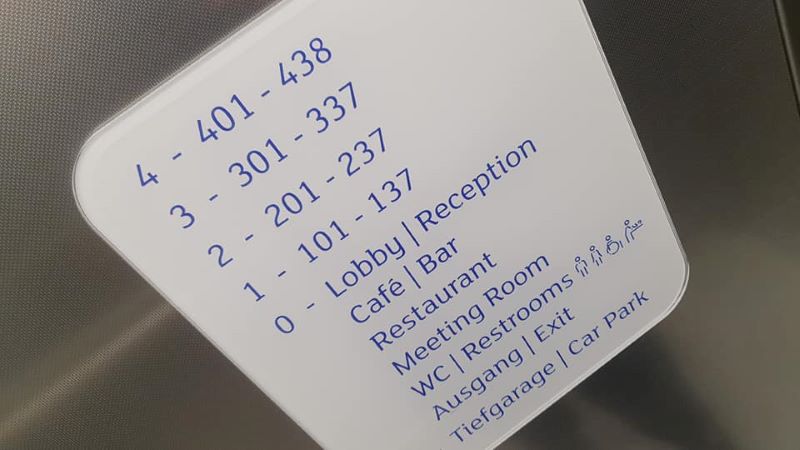 4 - 401 - 438
3 - 301 - 337
2 - 201 - 237
1 - 101 - 137
0 - Lobby | Reception
Café | Bar
Restaurant
Meeting Room
WC | Restrooms
Ausgang | Exit
Tiefgarage | Car Park